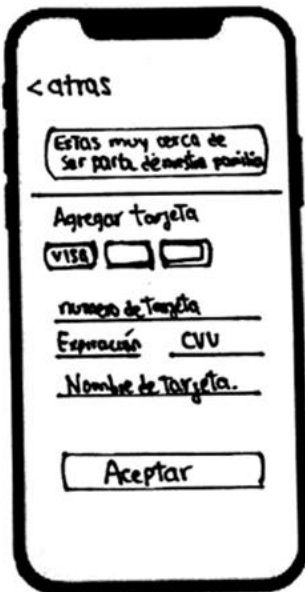 < atras
Estas muy cerca de
ser parte de nuestra familia
Agregar tarjeta
VISA
numero de tarjeta
Expiración CVU
Nombre de tarjeta.
Aceptar